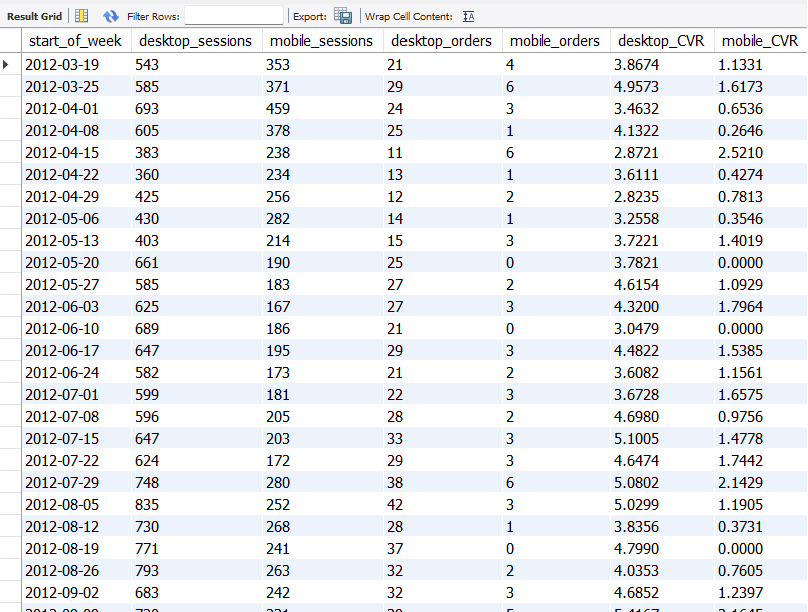 Result Grid Filter Rows: Export: Wrap Cell Content: IA
start_of_week desktop_sessions mobile_sessions desktop_orders mobile_orders desktop_CVR mobile_CVR
2012-03-19 543 353 21 4 3.8674 1.1331
2012-03-25 585 371 29 6 4.9573 1.6173
2012-04-01 693 459 24 3 3.4632 0.6536
2012-04-08 605 378 25 1 4.1322 0.2646
2012-04-15 383 238 11 6 2.8721 2.5210
2012-04-22 360 234 13 1 3.6111 0.4274
2012-04-29 425 256 12 2 2.8235 0.7813
2012-05-06 430 282 14 1 3.2558 0.3546
2012-05-13 403 214 15 3 3.7221 1.4019
2012-05-20 661 190 25 0 3.7821 0.0000
2012-05-27 585 183 27 2 4.6154 1.0929
2012-06-03 625 167 27 3 4.3200 1.7964
2012-06-10 689 186 21 0 3.0479 0.0000
2012-06-17 647 195 29 3 4.4822 1.5385
2012-06-24 582 173 21 2 3.6082 1.1561
2012-07-01 599 181 22 3 3.6728 1.6575
2012-07-08 596 205 28 2 4.6980 0.9756
2012-07-15 647 203 33 3 5.1005 1.4778
2012-07-22 624 172 29 3 4.6474 1.7442
2012-07-29 748 280 38 6 5.0802 2.1429
2012-08-05 835 252 42 3 5.0299 1.1905
2012-08-12 730 268 28 1 3.8356 0.3731
2012-08-19 771 241 37 0 4.7990 0.0000
2012-08-26 793 263 32 2 4.0353 0.7605
2012-09-02 683 242 32 3 4.6852 1.2397